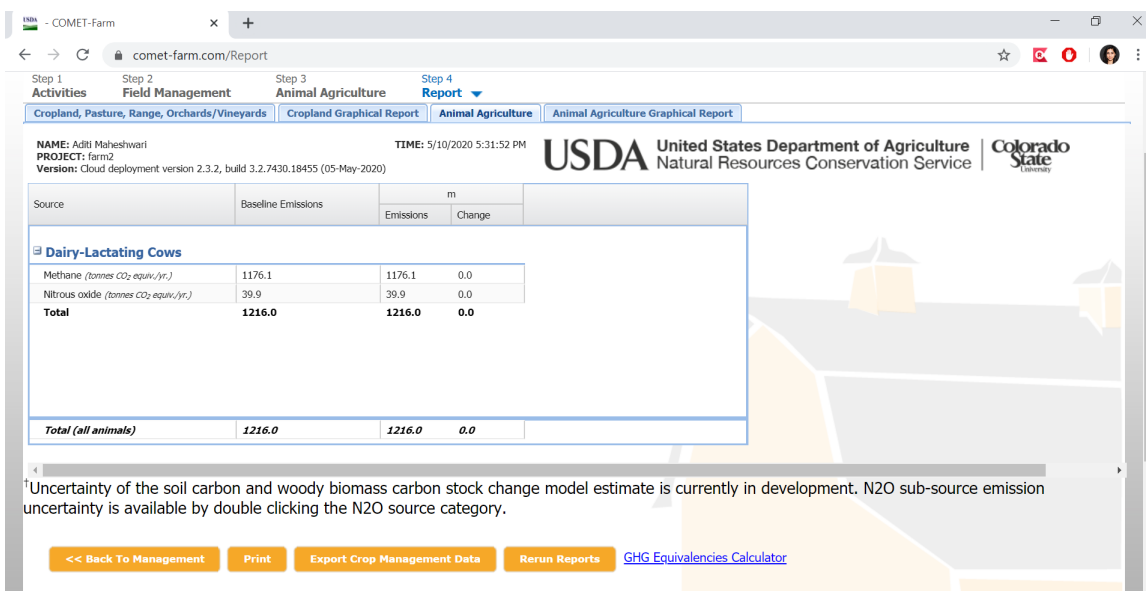 USDA - COMET-Farm
comet-farm.com/Report
Step 1 Step 2 Step 3 Step 4
Activities Field Management Animal Agriculture Report
Cropland, Pasture, Range, Orchards/Vineyards Cropland Graphical Report Animal Agriculture Animal Agriculture Graphical Report
NAME: Aditi Maheshwari TIME: 5/10/2020 5:31:52 PM
PROJECT: farm2
Version: Cloud deployment version 2.3.2, build 3.2.7430.18455 (05-May-2020)
USDA United States Department of Agriculture
Natural Resources Conservation Service
Colorado
State
University
Source Baseline Emissions m
Emissions Change
Dairy-Lactating Cows
Methane (tonnes CO₂ equiv./yr.) 1176.1 1176.1 0.0
Nitrous oxide (tonnes CO₂ equiv./yr.) 39.9 39.9 0.0
Total 1216.0 1216.0 0.0
Total (all animals) 1216.0 1216.0 0.0
†Uncertainty of the soil carbon and woody biomass carbon stock change model estimate is currently in development. N2O sub-source emission
uncertainty is available by double clicking the N2O source category.
<< Back To Management Print Export Crop Management Data Rerun Reports GHG Equivalencies Calculator